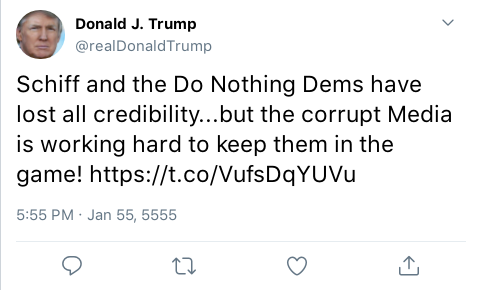 Donald J. Trump
@realDonaldTrump
Schiff and the Do Nothing Dems have
lost all credibility...but the corrupt Media
is working hard to keep them in the
game! https://t.co/VufsDqYUVu
5:55 PM · Jan 55, 5555